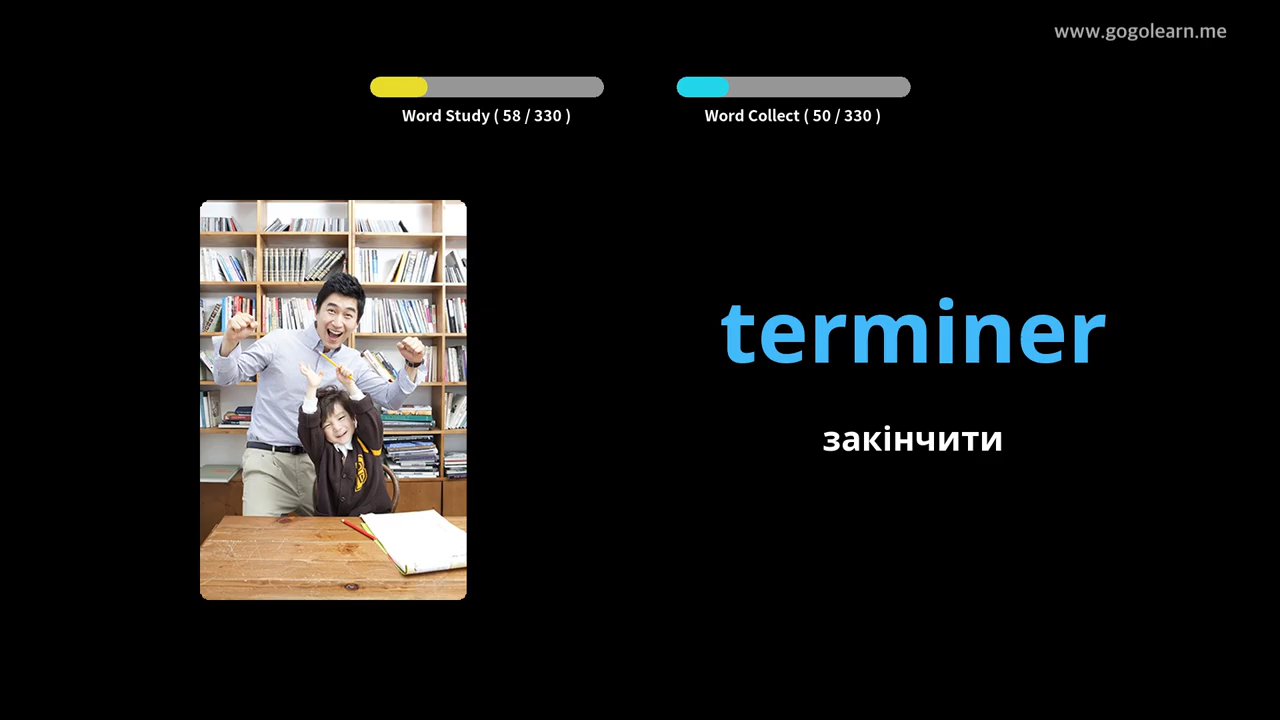 www.gogolearn.me
Word Study ( 58 / 330 )
Word Collect ( 50 / 330 )
terminer
закінчити